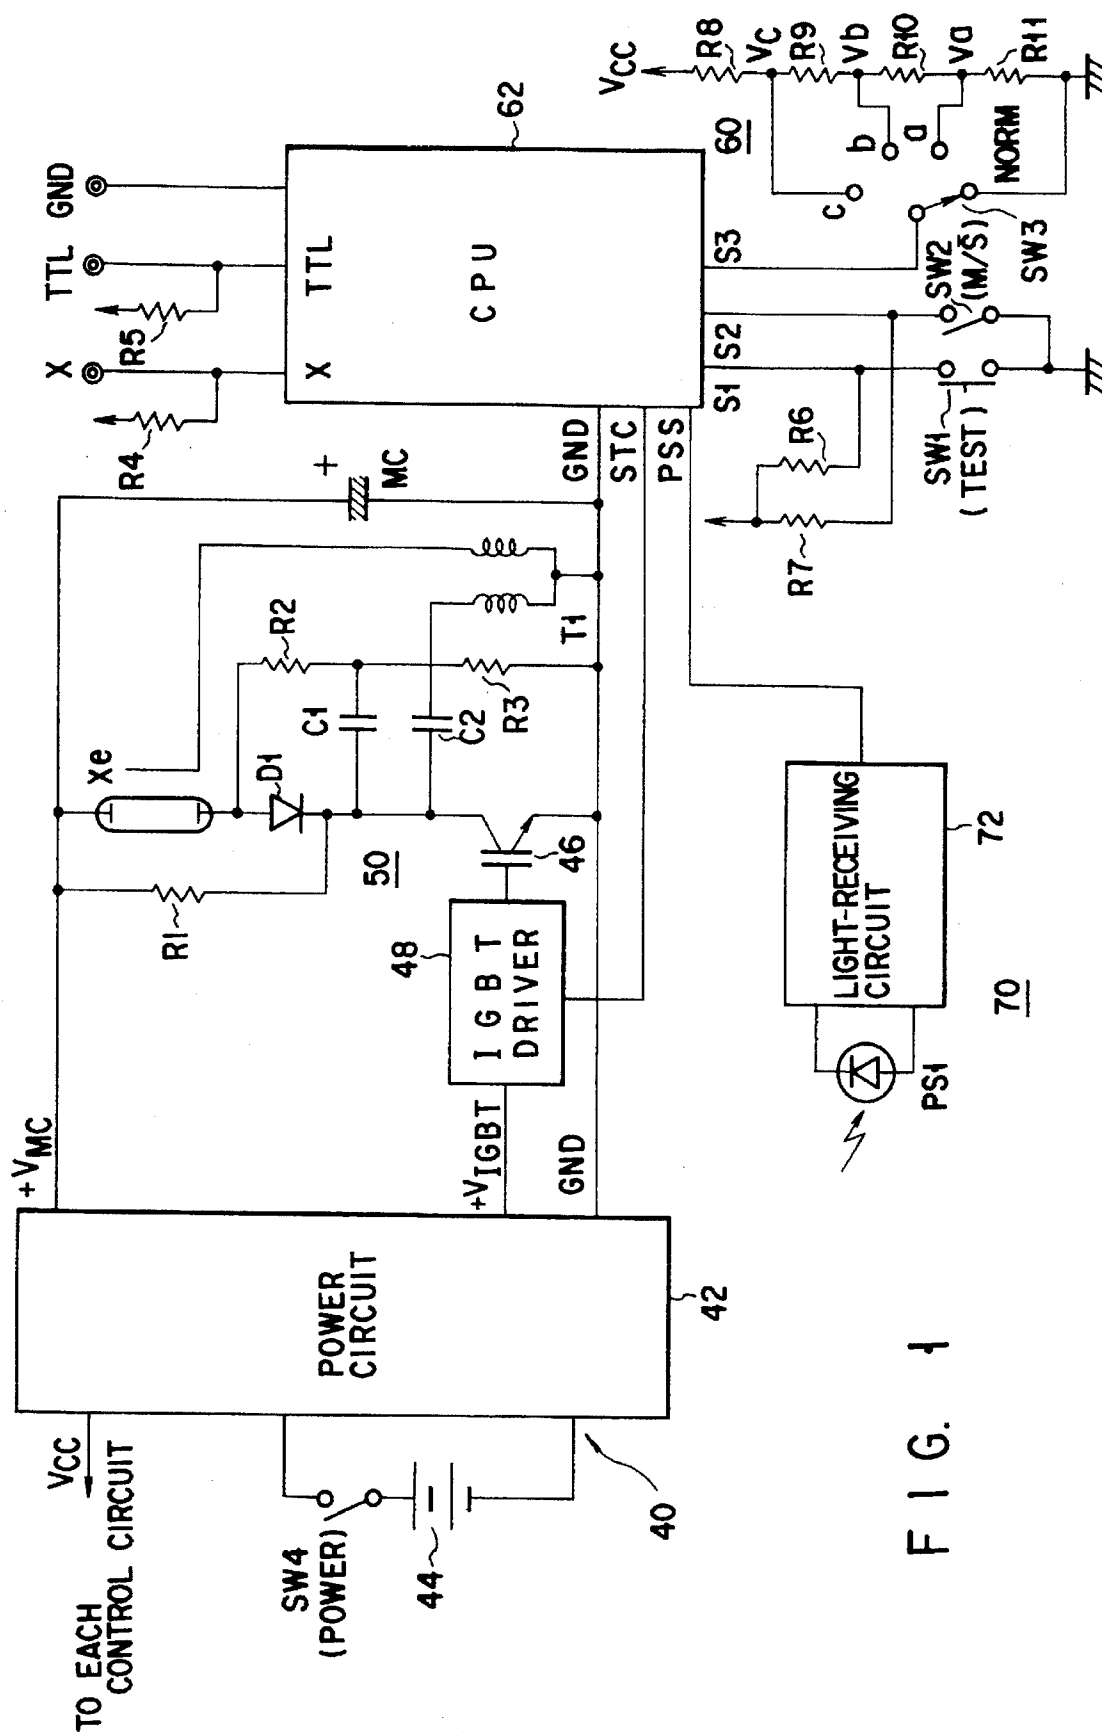 TO EACH
CONTROL CIRCUIT
VCC
+VMC
SW4
(POWER)
44
40
POWER
CIRCUIT
42
+VIGBT
GND
IGBT
DRIVER
48
46
50
R1
Xe
D1
C1
C2
R2
R3
T1
+
MC
R4
X
R5
TTL
GND
X
TTL
CPU
62
GND
STC
PSS
S1
S2
S3
R7
R6
SW1
(TEST)
SW2
(M/S̄)
SW3
NORM
c
b
a
60
VCC
R8
VC
R9
Vb
R10
Va
R11
PS1
LIGHT-RECEIVING
CIRCUIT
72
70
FIG. 1